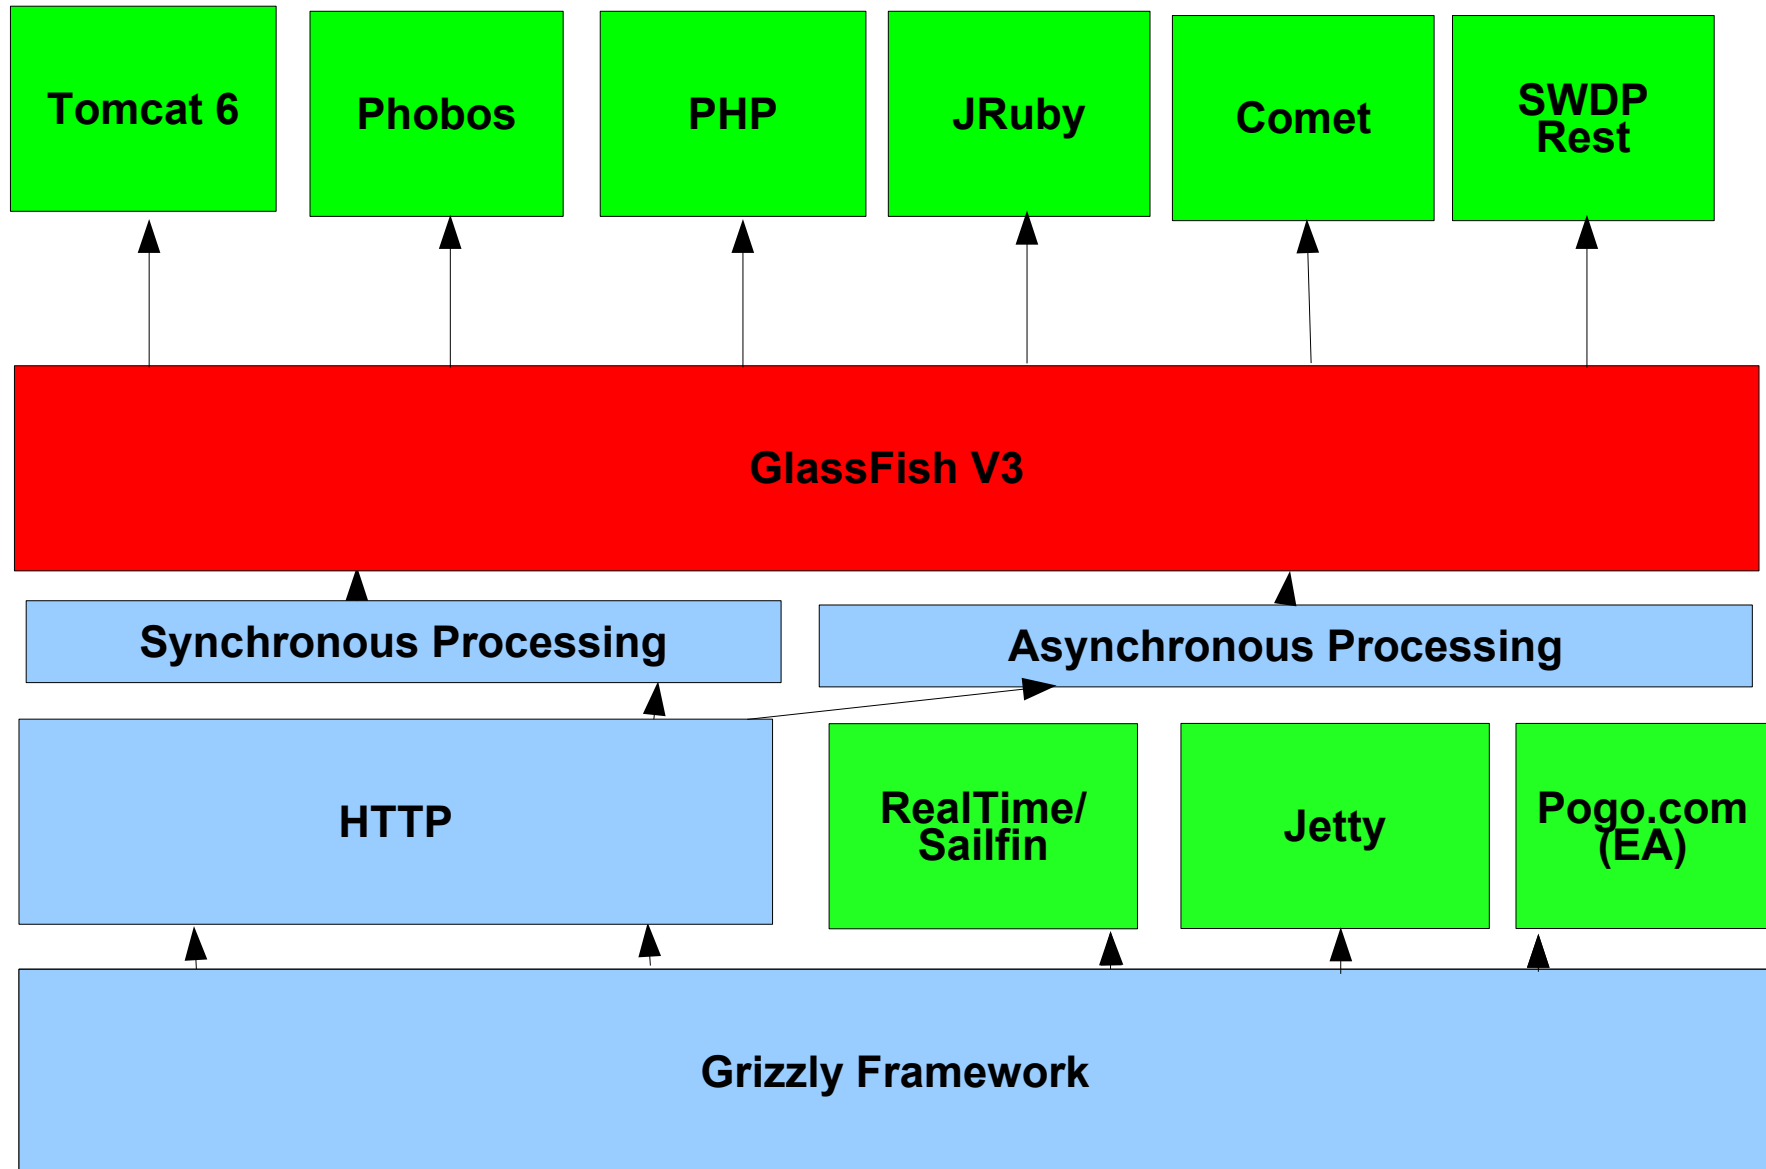 Tomcat 6
Phobos
PHP
JRuby
Comet
SWDP
Rest
GlassFish V3
Synchronous Processing
Asynchronous Processing
HTTP
RealTime/
Sailfin
Jetty
Pogo.com
(EA)
Grizzly Framework